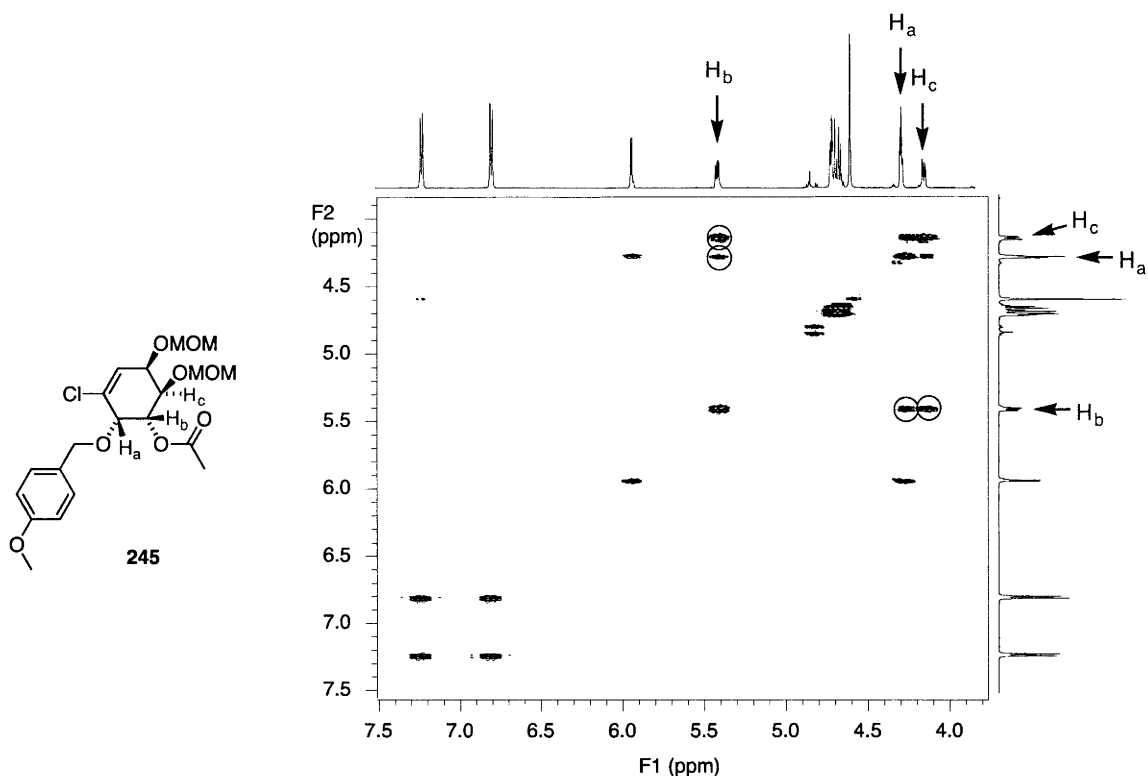 H_a
H_b
H_c
F2
(ppm)
4.5
5.0
5.5
6.0
6.5
7.0
7.5
H_c
H_a
H_b
7.5 7.0 6.5 6.0 5.5 5.0 4.5 4.0
F1 (ppm)
OMOM
OMOM
Cl
H_c
H_b
O
O
H_a
O
O
245